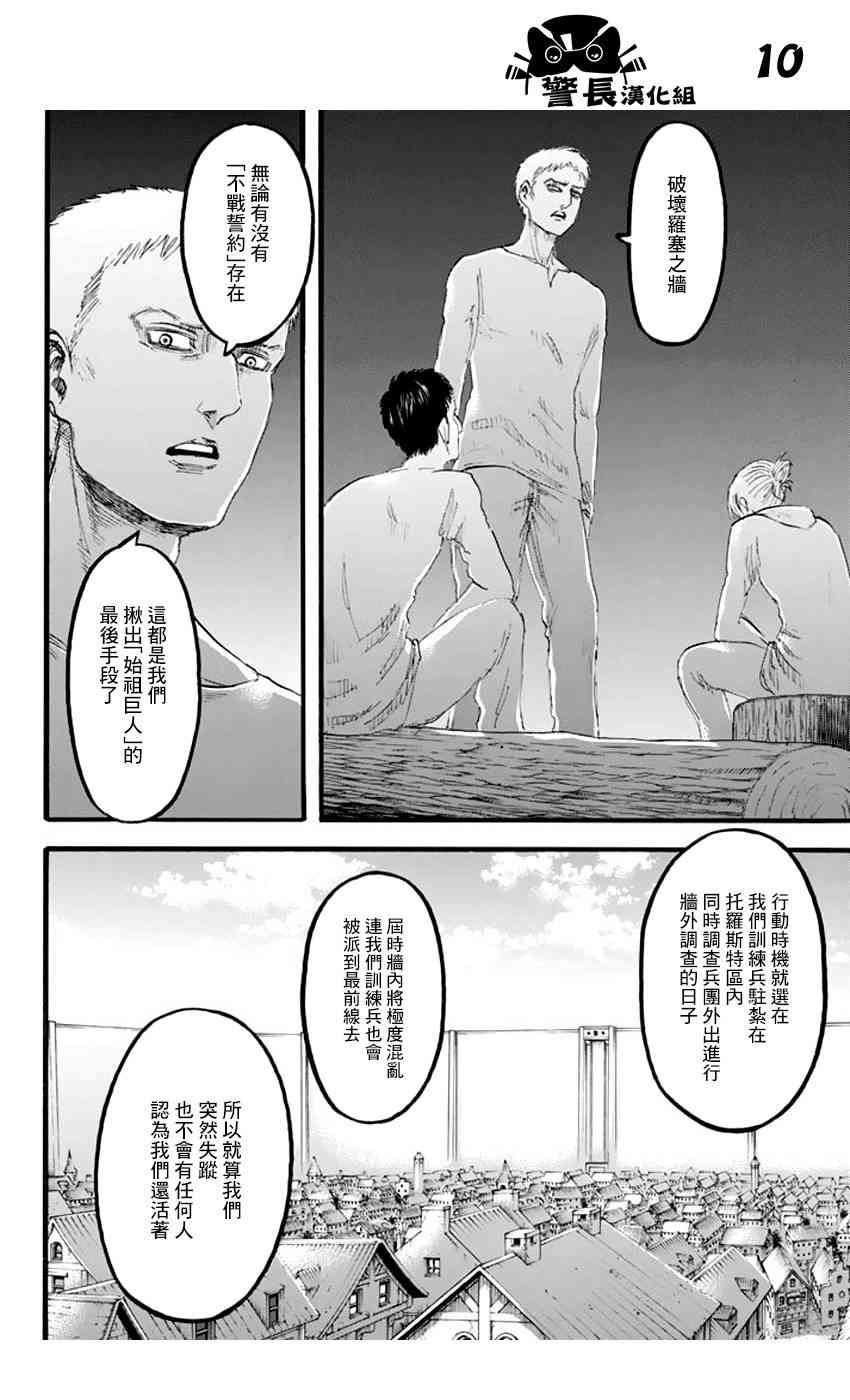 警長漢化組
10
破壞羅塞之牆
無論有沒有
「不戰誓約」存在
這都是我們
揪出「始祖巨人」的
最後手段了
行動時機就選在
我們訓練兵駐紮在
托羅斯特區內
同時調查兵團外出進行
牆外調查的日子
屆時牆內將極度混亂
連我們訓練兵也會
被派到最前線去
所以就算我們
突然失蹤
也不會有任何人
認為我們還活著